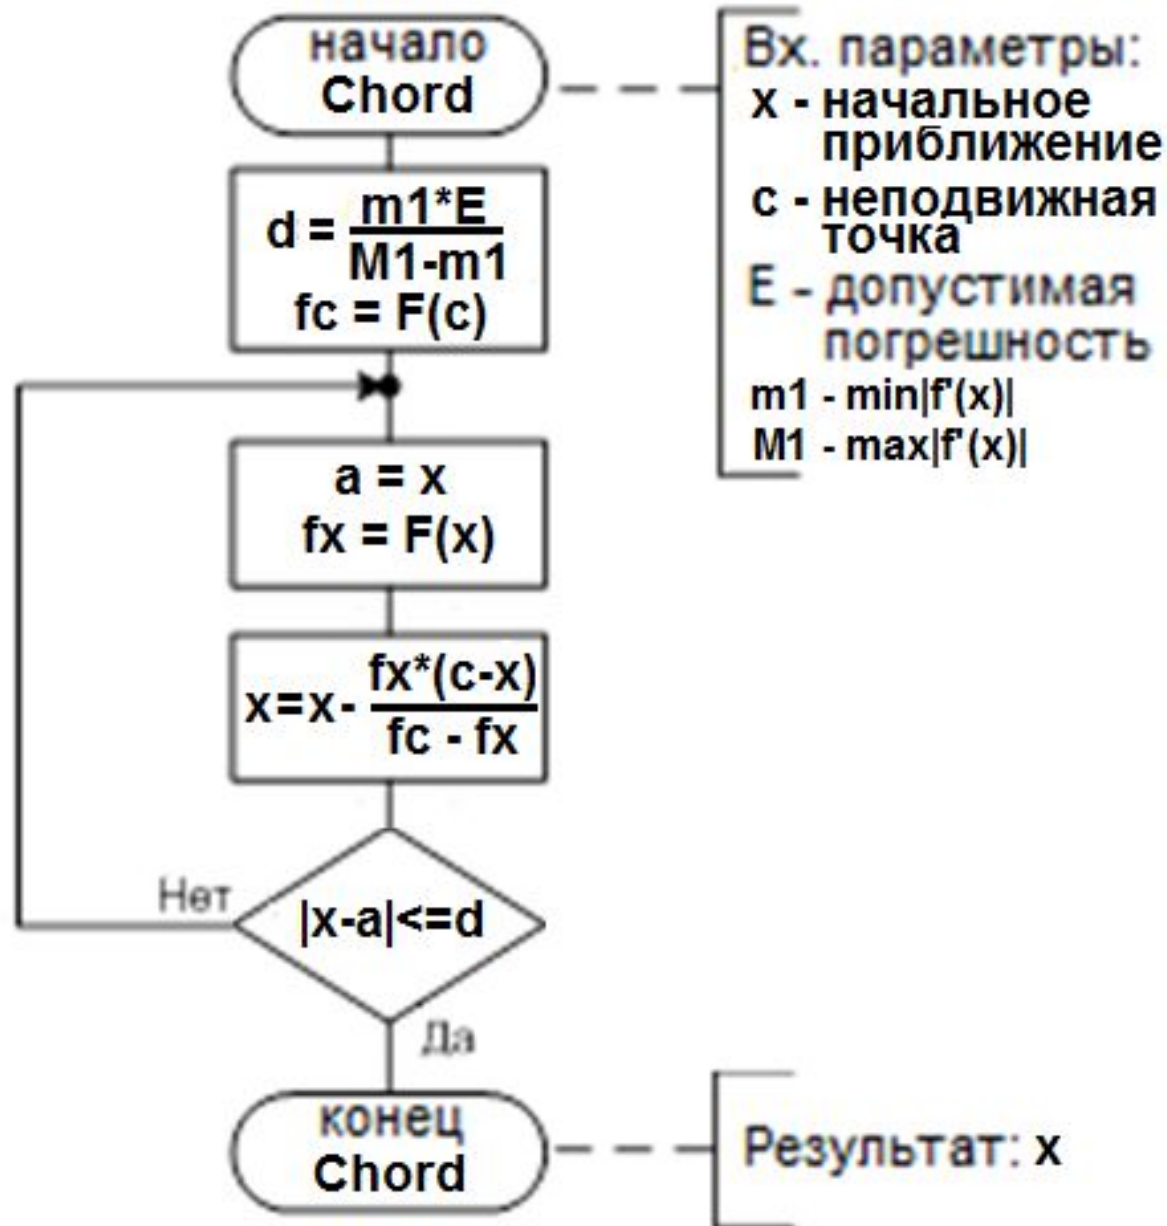 начало
Chord
Вх. параметры:
x - начальное
приближение
c - неподвижная
точка
E - допустимая
погрешность
m1 - min|f'(x)|
M1 - max|f'(x)|
d = m1*E
M1-m1
fc = F(c)
a = x
fx = F(x)
x=x- fx*(c-x)
fc - fx
|x-a|<=d
Нет
Да
конец
Chord
Результат: x